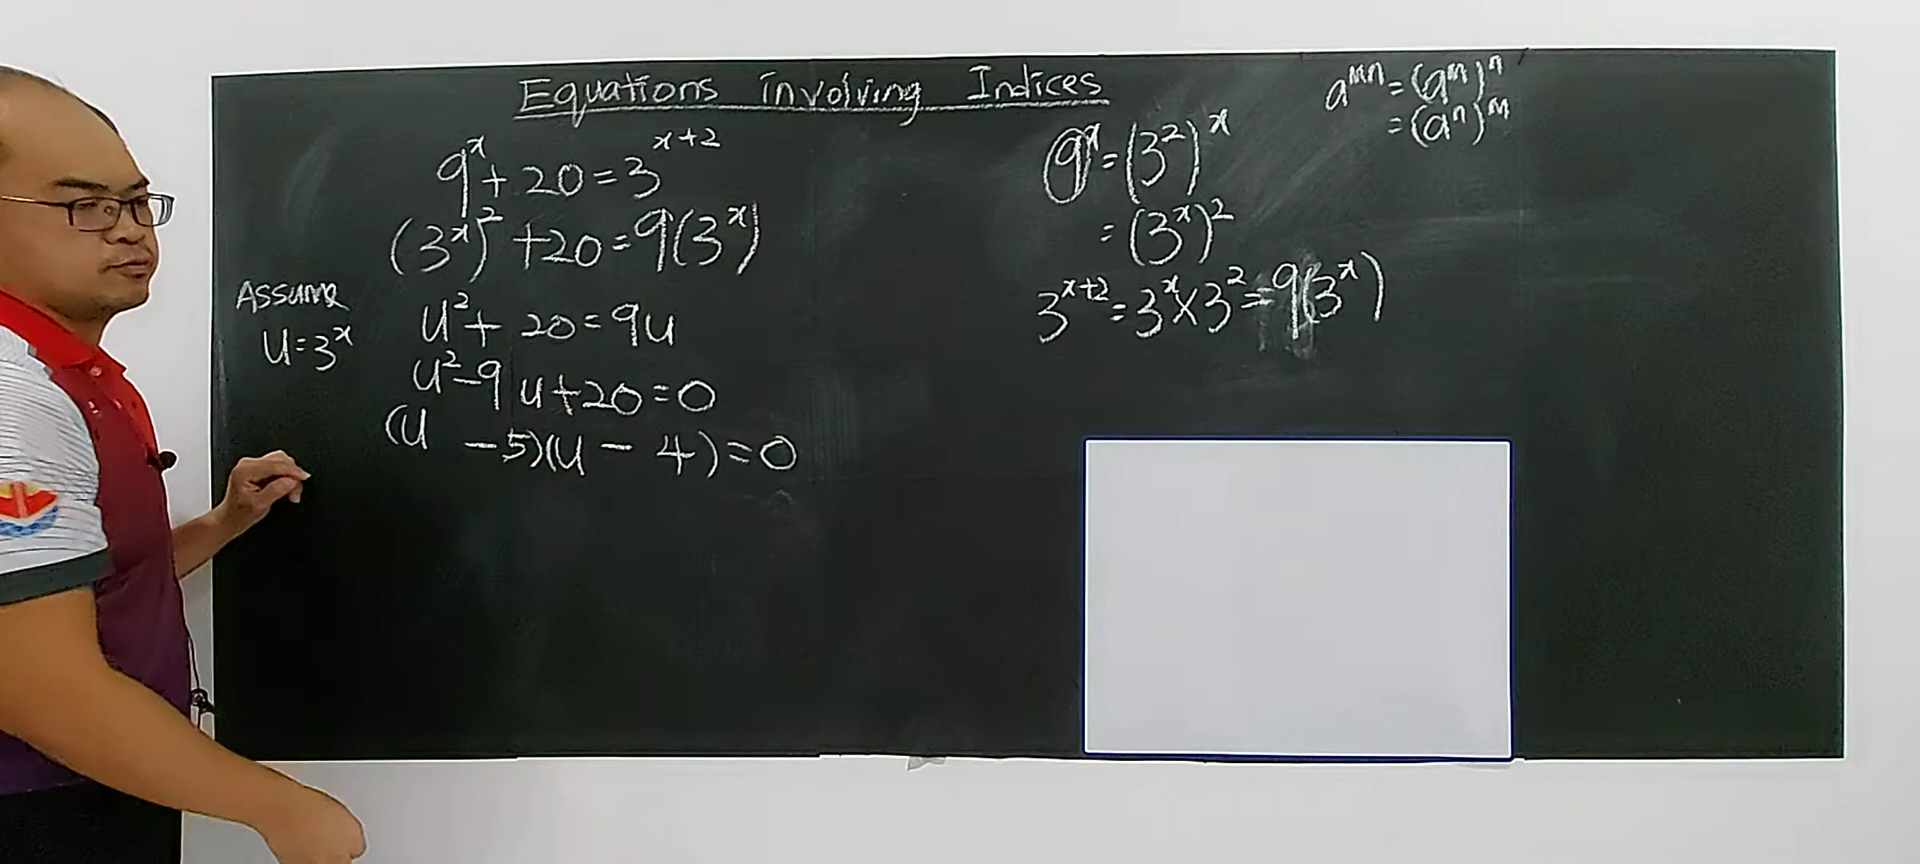 Equations involving Indices
9^x + 20 = 3^{x+2}
(3^x)^2 + 20 = 9(3^x)
Assume
u = 3^x
u^2 + 20 = 9u
u^2 - 9u + 20 = 0
(u - 5)(u - 4) = 0
a^{mn} = (a^m)^n
= (a^n)^m
9^x = (3^2)^x
= (3^x)^2
3^{x+2} = 3^x × 3^2 = 9(3^x)